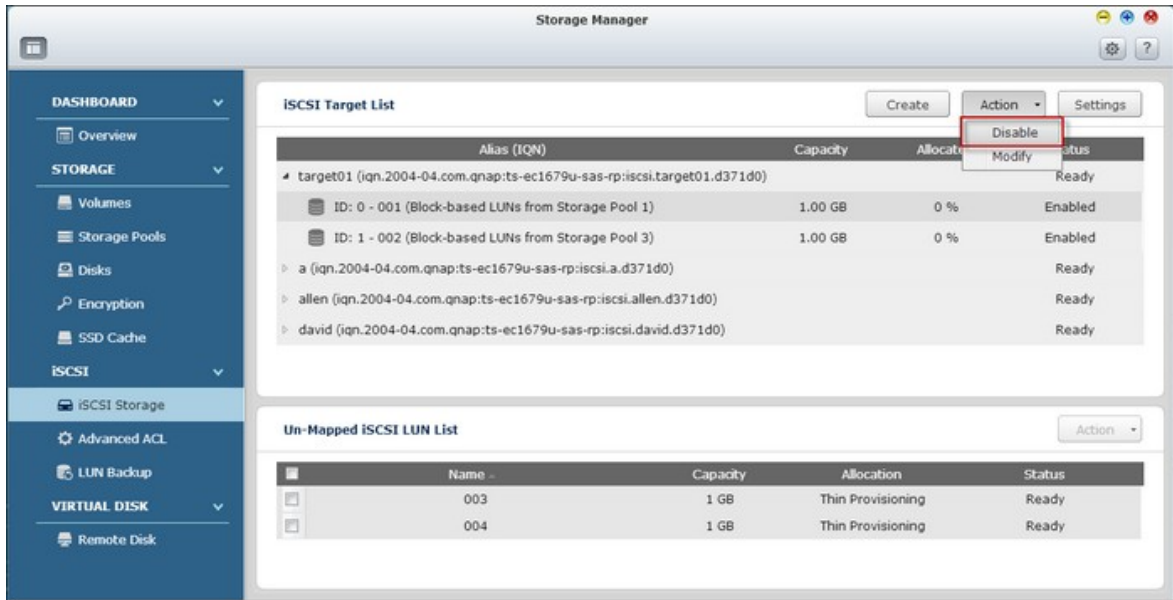 Storage Manager
?
DASHBOARD
Overview
STORAGE
Volumes
Storage Pools
Disks
Encryption
SSD Cache
iSCSI
iSCSI Storage
Advanced ACL
LUN Backup
VIRTUAL DISK
Remote Disk
iSCSI Target List
Create
Action
Settings
Disable
Modify
Alias (IQN) Capacity Allocate atus
target01 (iqn.2004-04.com.qnap:ts-ec1679u-sas-rp:iscsi.target01.d371d0) Ready
ID: 0 - 001 (Block-based LUNs from Storage Pool 1) 1.00 GB 0 % Enabled
ID: 1 - 002 (Block-based LUNs from Storage Pool 3) 1.00 GB 0 % Enabled
a (iqn.2004-04.com.qnap:ts-ec1679u-sas-rp:iscsi.a.d371d0) Ready
allen (iqn.2004-04.com.qnap:ts-ec1679u-sas-rp:iscsi.allen.d371d0) Ready
david (iqn.2004-04.com.qnap:ts-ec1679u-sas-rp:iscsi.david.d371d0) Ready
Un-Mapped iSCSI LUN List
Action
Name Capacity Allocation Status
003 1 GB Thin Provisioning Ready
004 1 GB Thin Provisioning Ready